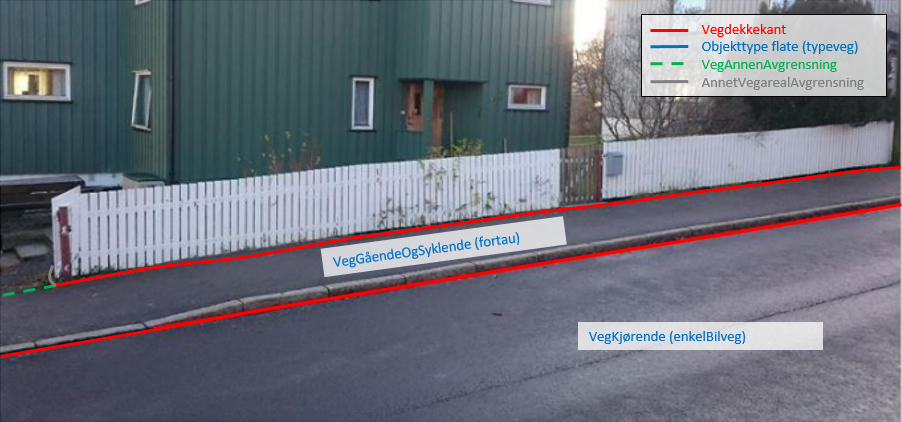 Vegdekkekant
Objekttype flate (typeveg)
VegAnnenAvgrensning
AnnetVegarealAvgrensning
VegGåendeOgSyklende (fortau)
VegKjørende (enkelBilveg)